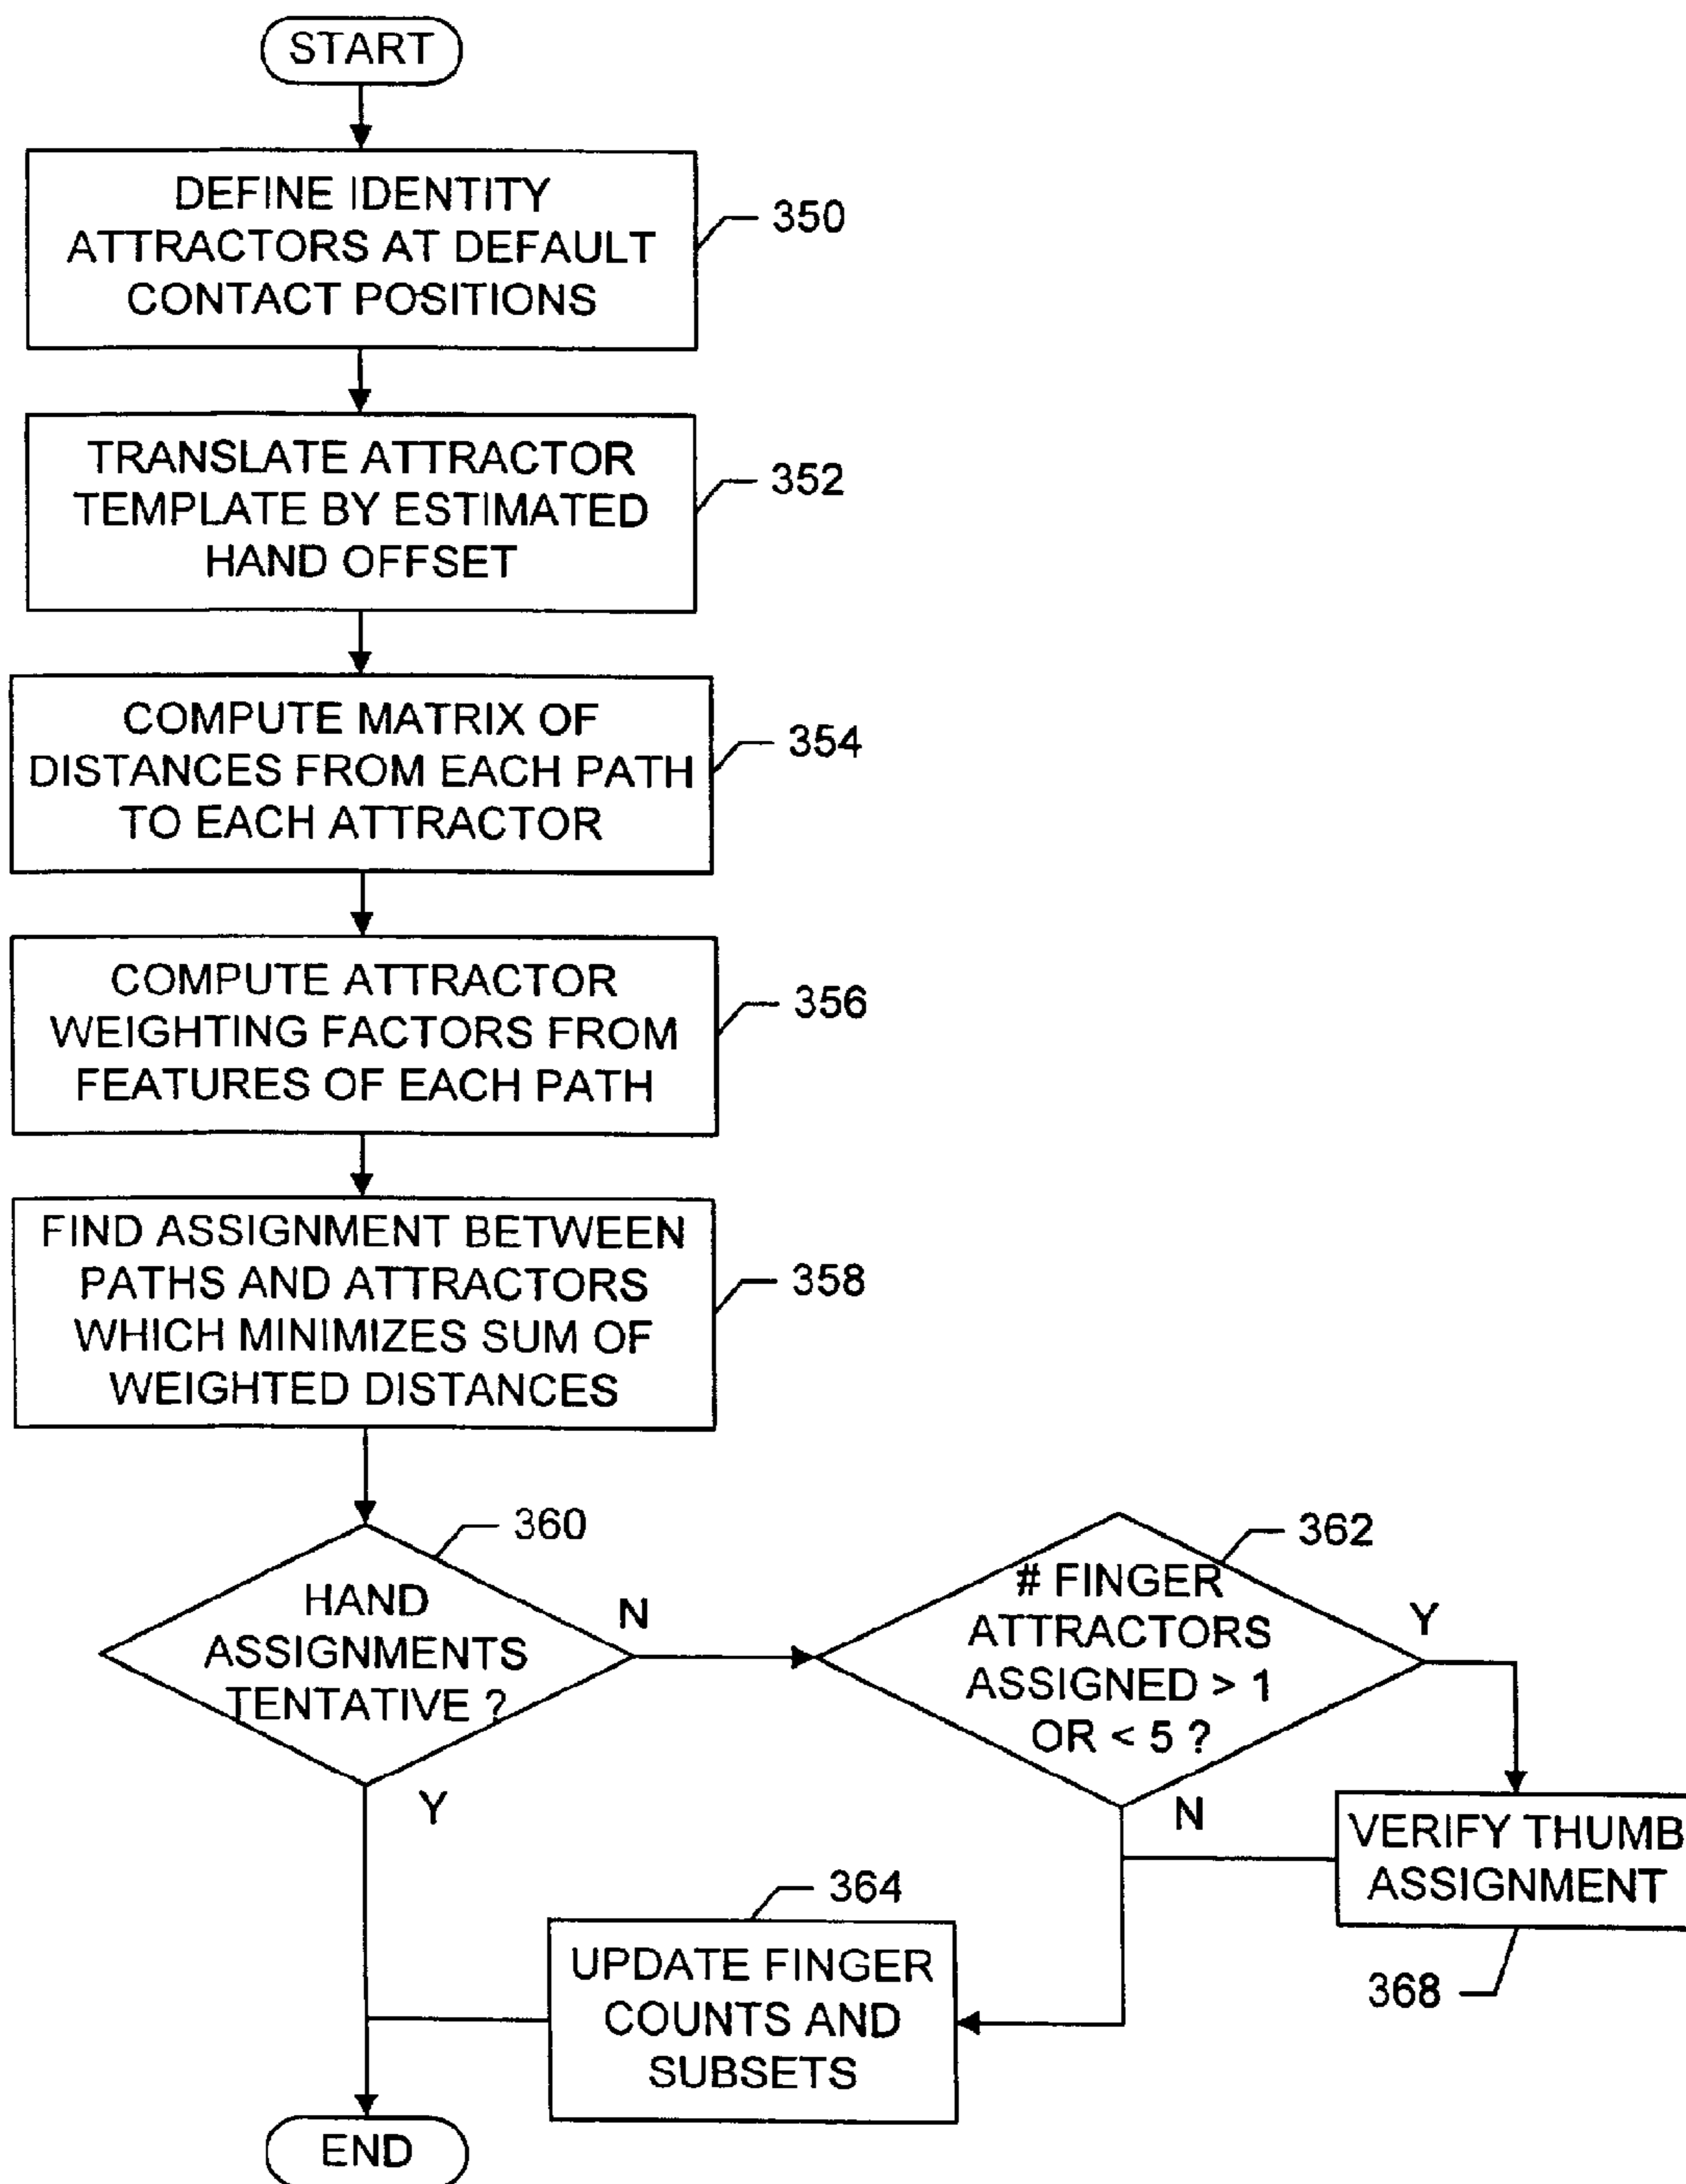 START
DEFINE IDENTITY
ATTRACTORS AT DEFAULT
CONTACT POSITIONS
350
TRANSLATE ATTRACTOR
TEMPLATE BY ESTIMATED
HAND OFFSET
352
COMPUTE MATRIX OF
DISTANCES FROM EACH PATH
TO EACH ATTRACTOR
354
COMPUTE ATTRACTOR
WEIGHTING FACTORS FROM
FEATURES OF EACH PATH
356
FIND ASSIGNMENT BETWEEN
PATHS AND ATTRACTORS
WHICH MINIMIZES SUM OF
WEIGHTED DISTANCES
358
HAND
ASSIGNMENTS
TENTATIVE ?
360
N
Y
# FINGER
ATTRACTORS
ASSIGNED > 1
OR < 5 ?
362
Y
N
VERIFY THUMB
ASSIGNMENT
368
364
UPDATE FINGER
COUNTS AND
SUBSETS
END